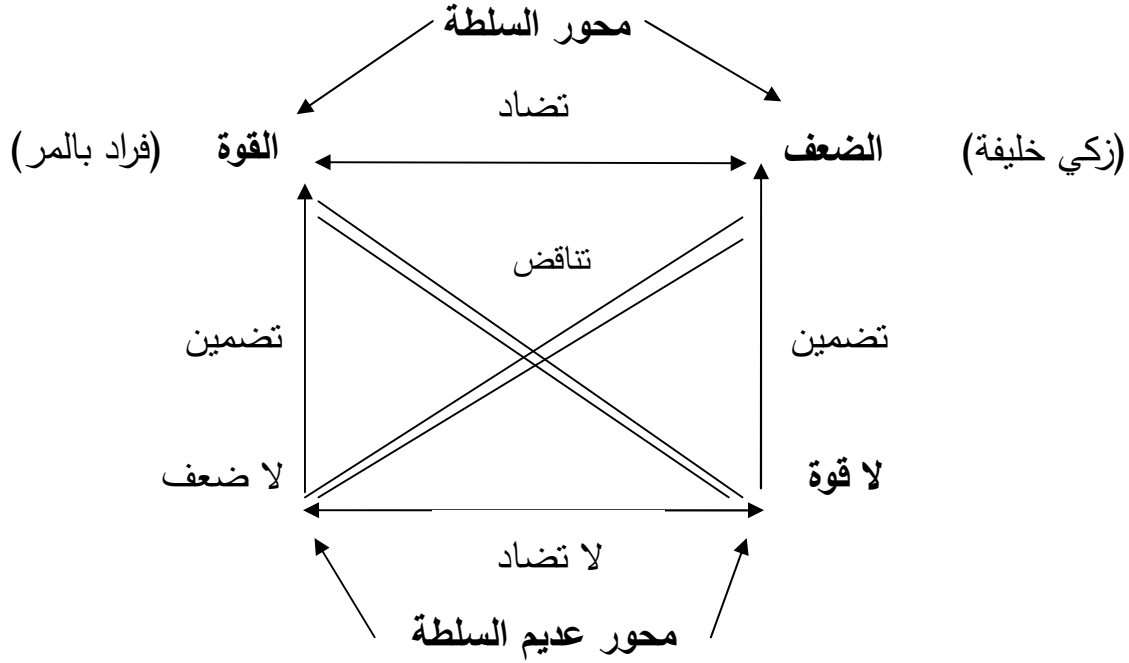 محور السلطة
تضاد
(زكي خليفة) الضعف القوة (فراد بالمر)
تناقض
تضمين تضمين
لا قوة لا ضعف
لا تضاد
محور عديم السلطة